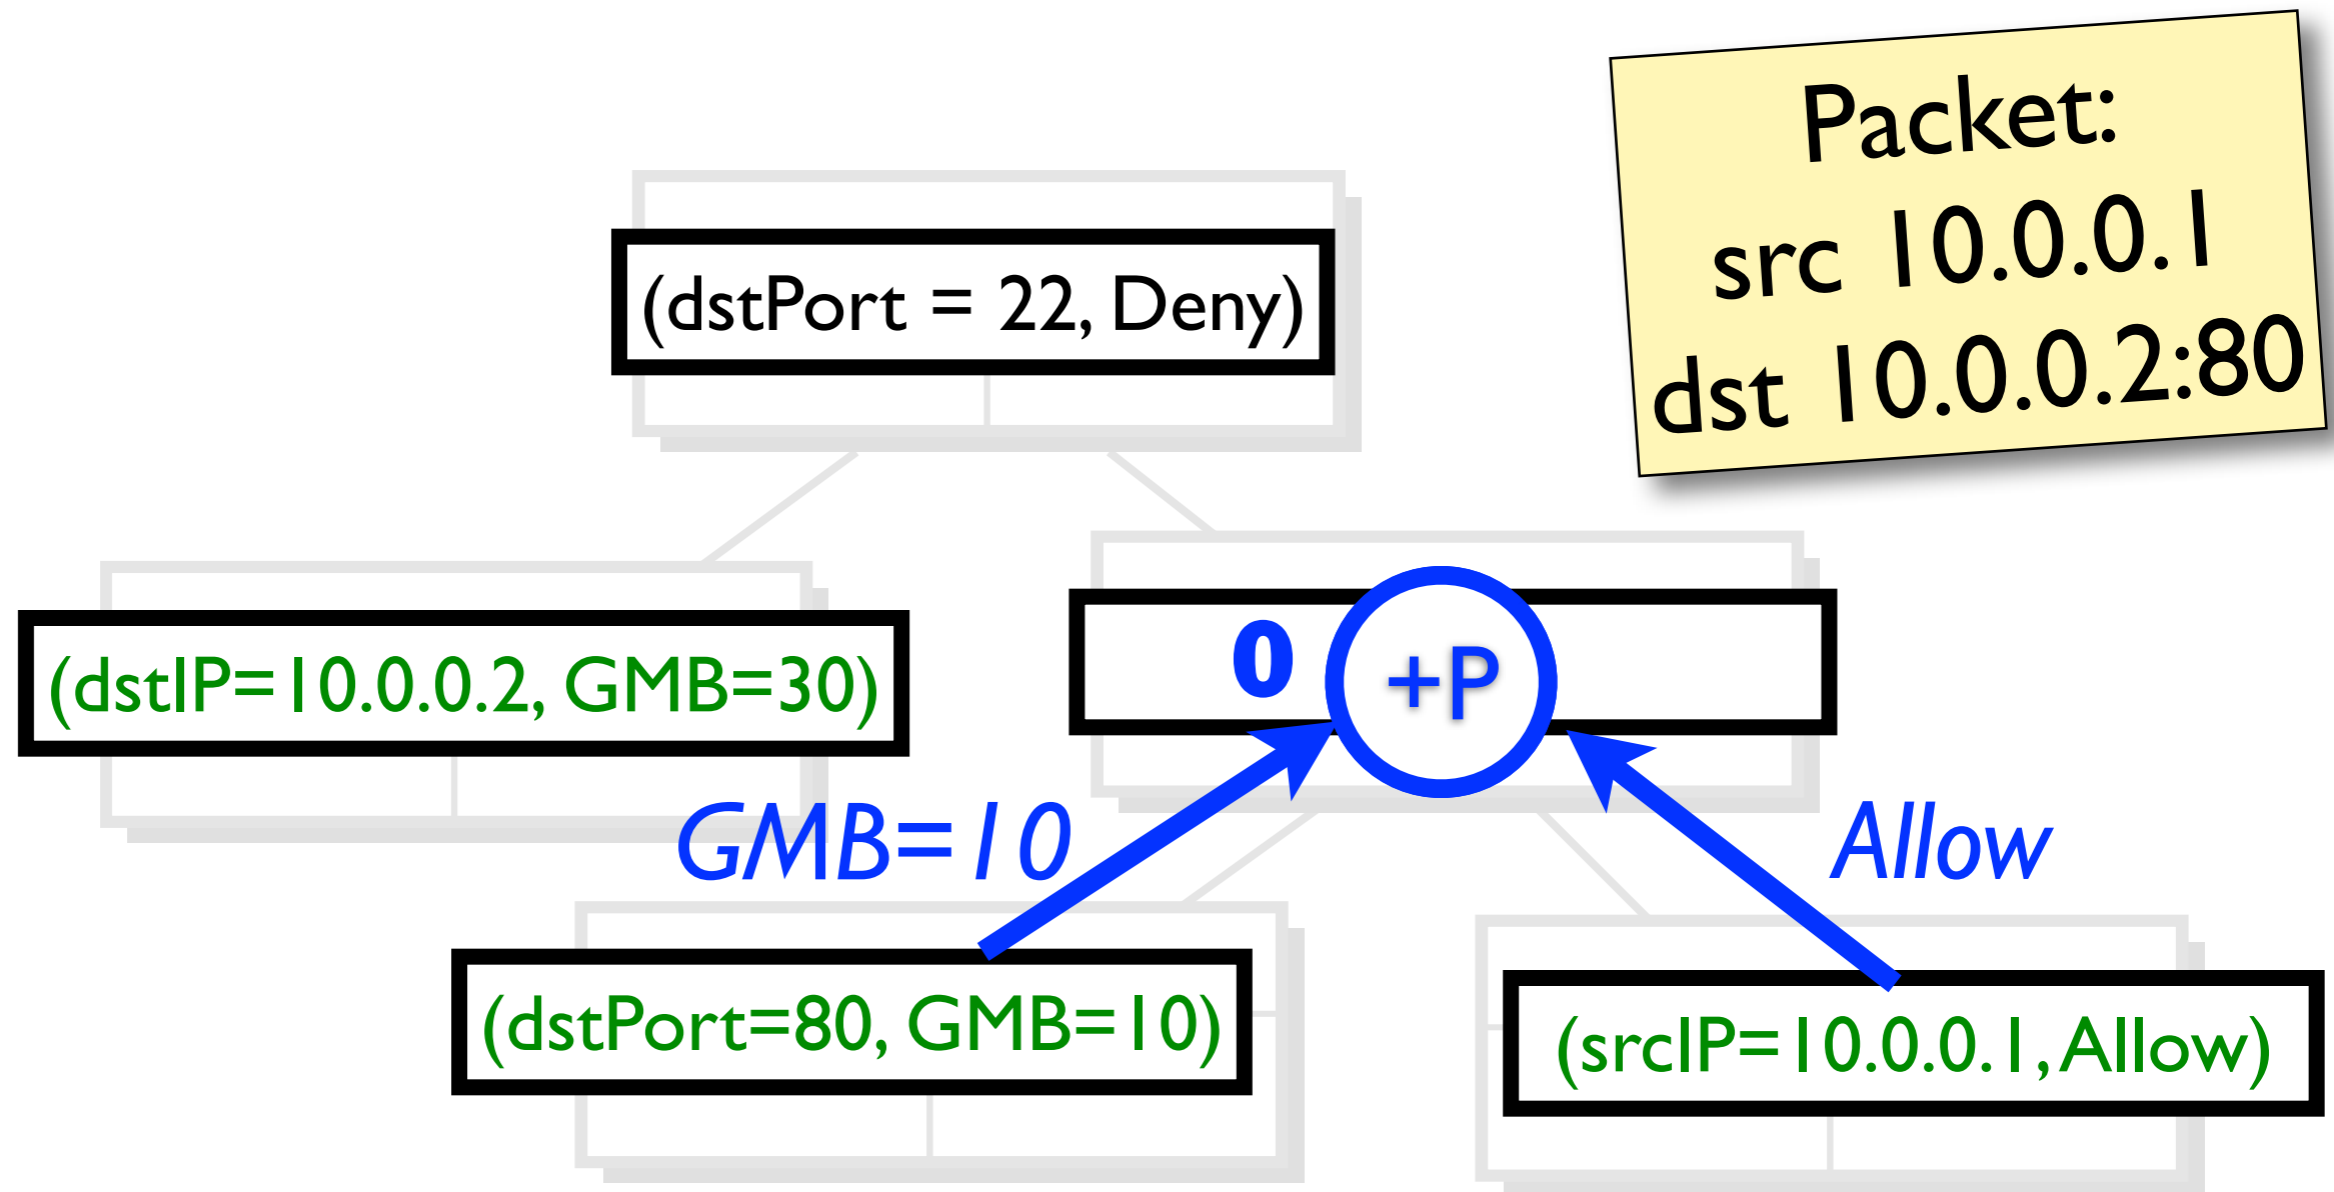 Packet:
src 10.0.0.1
dst 10.0.0.2:80
(dstPort = 22, Deny)
(dstIP=10.0.0.2, GMB=30)
0
+P
GMB=10
Allow
(dstPort=80, GMB=10)
(srcIP=10.0.0.1, Allow)